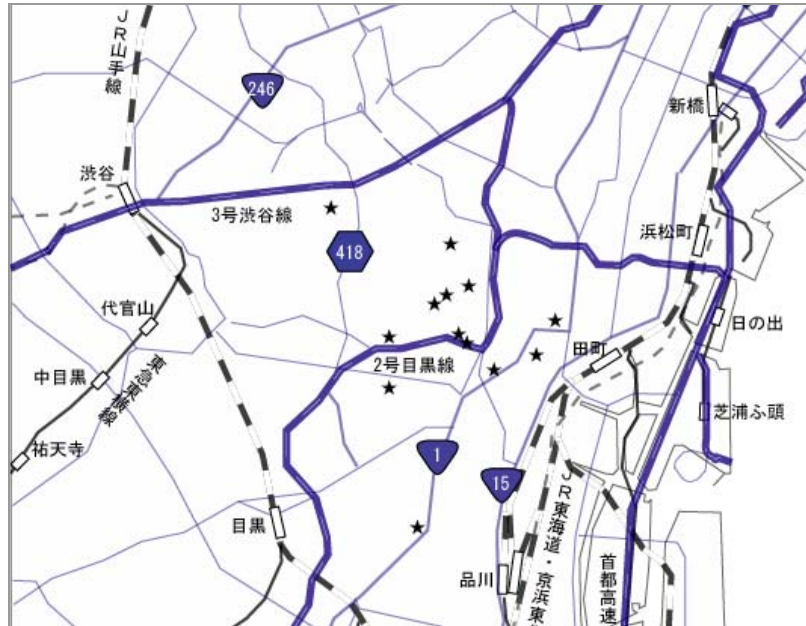 JR山手線
246
新橋
渋谷
3号渋谷線
浜松町
418
代官山
日の出
田町
中目黒
2号目黒線
東急東横線
芝浦ふ頭
祐天寺
1
15
目黒
品川
JR東海道・京浜東
首都高速